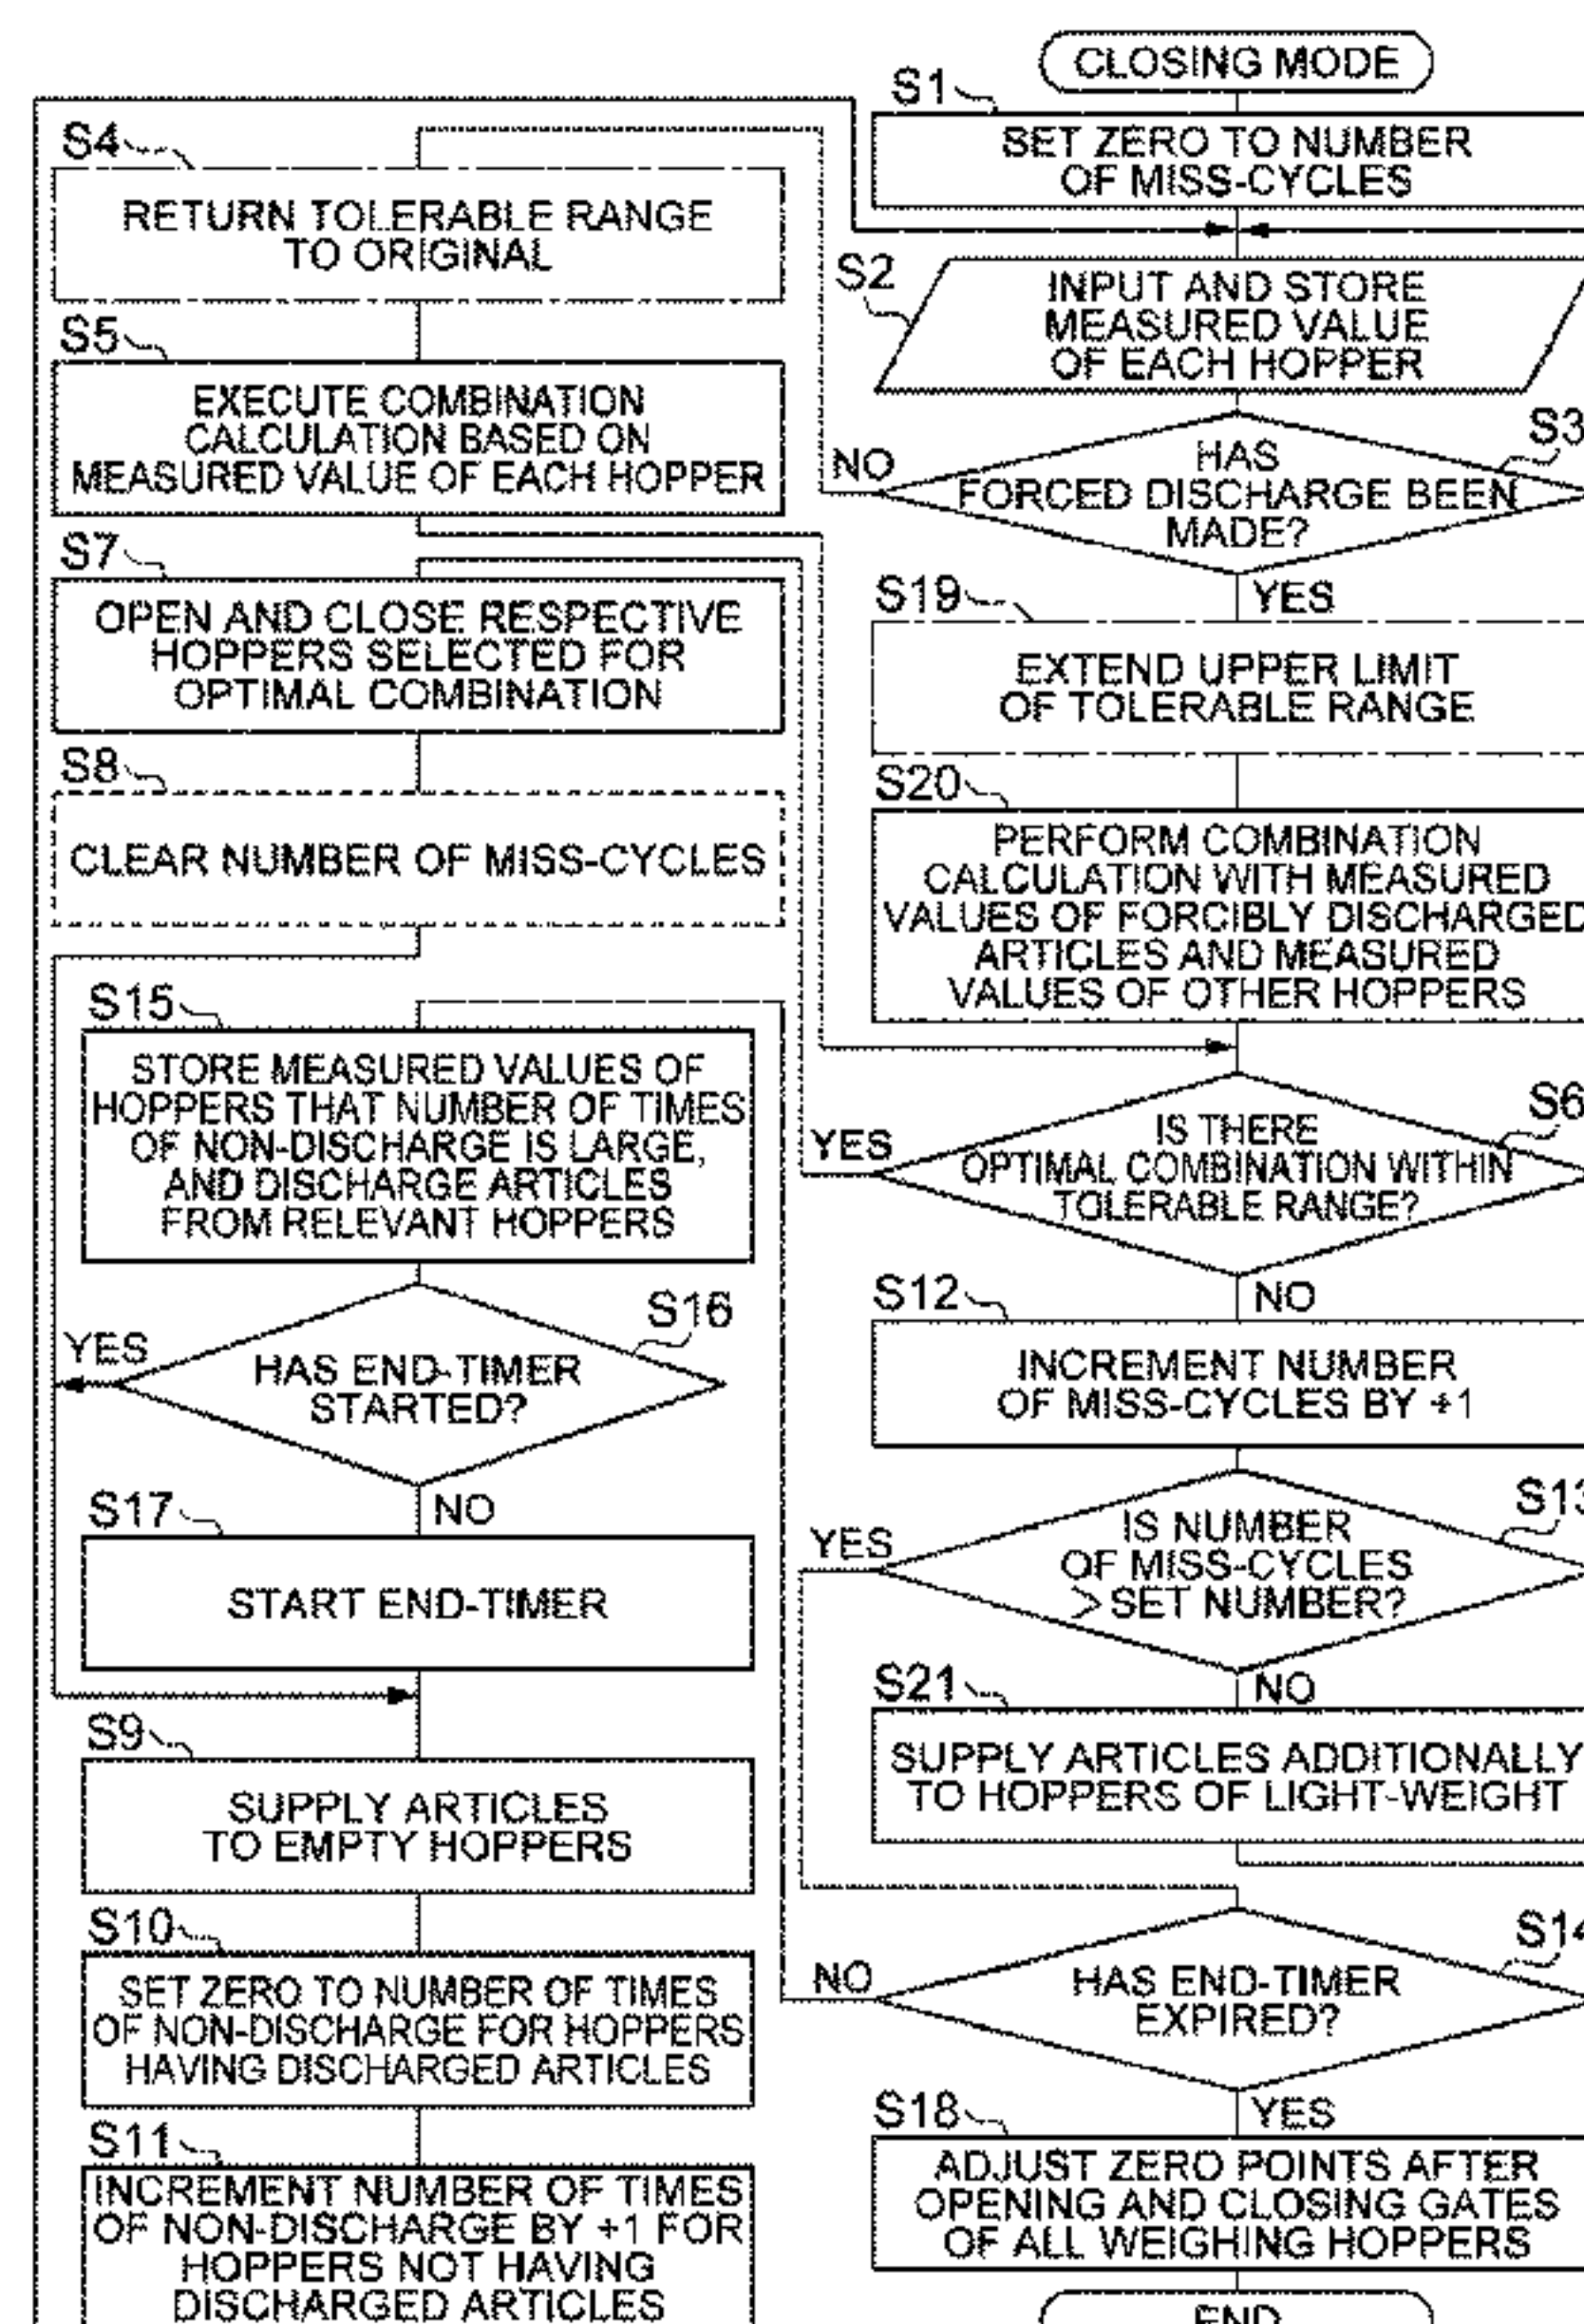 CLOSING MODE
S1
SET ZERO TO NUMBER
OF MISS-CYCLES
S2
INPUT AND STORE
MEASURED VALUE
OF EACH HOPPER
S3
HAS
FORCED DISCHARGE BEEN
MADE?
NO
YES
S4
RETURN TOLERABLE RANGE
TO ORIGINAL
S5
EXECUTE COMBINATION
CALCULATION BASED ON
MEASURED VALUE OF EACH HOPPER
S7
OPEN AND CLOSE RESPECTIVE
HOPPERS SELECTED FOR
OPTIMAL COMBINATION
S8
CLEAR NUMBER OF MISS-CYCLES
S15
STORE MEASURED VALUES OF
HOPPERS THAT NUMBER OF TIMES
OF NON-DISCHARGE IS LARGE,
AND DISCHARGE ARTICLES
FROM RELEVANT HOPPERS
S16
YES
HAS END-TIMER
STARTED?
NO
S17
START END-TIMER
S9
SUPPLY ARTICLES
TO EMPTY HOPPERS
S10
SET ZERO TO NUMBER OF TIMES
OF NON-DISCHARGE FOR HOPPERS
HAVING DISCHARGED ARTICLES
S11
INCREMENT NUMBER OF TIMES
OF NON-DISCHARGE BY +1 FOR
HOPPERS NOT HAVING
DISCHARGED ARTICLES
S19
EXTEND UPPER LIMIT
OF TOLERABLE RANGE
S20
PERFORM COMBINATION
CALCULATION WITH MEASURED
VALUES OF FORCIBLY DISCHARGED
ARTICLES AND MEASURED
VALUES OF OTHER HOPPERS
S6
YES
IS THERE
OPTIMAL COMBINATION WITHIN
TOLERABLE RANGE?
NO
S12
INCREMENT NUMBER
OF MISS-CYCLES BY +1
S13
YES
IS NUMBER
OF MISS-CYCLES
> SET NUMBER?
NO
S21
SUPPLY ARTICLES ADDITIONALLY
TO HOPPERS OF LIGHT-WEIGHT
S14
NO
HAS END-TIMER
EXPIRED?
YES
S18
ADJUST ZERO POINTS AFTER
OPENING AND CLOSING GATES
OF ALL WEIGHING HOPPERS
END